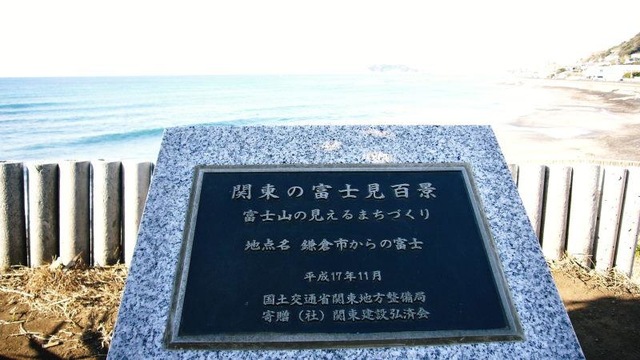 関東の富士見百景
富士山の見えるまちづくり
地点名 鎌倉市からの富士
平成17年11月
国土交通省関東地方整備局
寄贈（社）関東建設弘済会